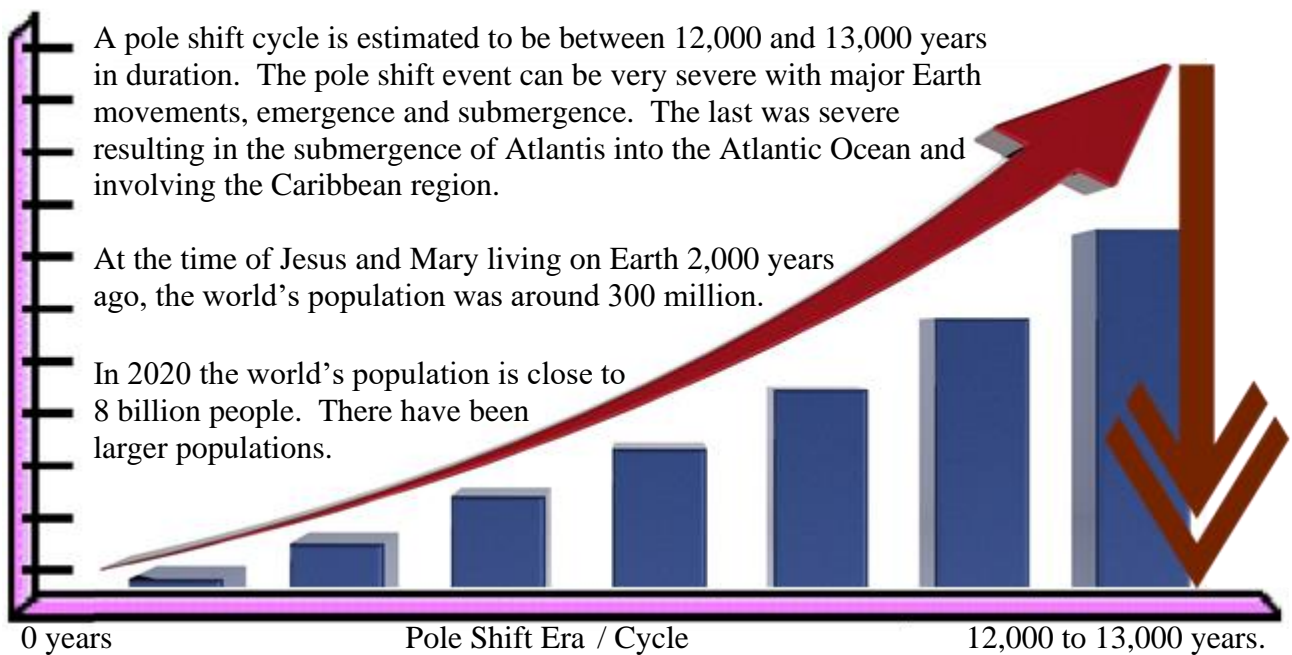 A pole shift cycle is estimated to be between 12,000 and 13,000 years
in duration.  The pole shift event can be very severe with major Earth
movements, emergence and submergence.  The last was severe
resulting in the submergence of Atlantis into the Atlantic Ocean and
involving the Caribbean region.
At the time of Jesus and Mary living on Earth 2,000 years
ago, the world’s population was around 300 million.
In 2020 the world’s population is close to
8 billion people.  There have been
larger populations.
0 years Pole Shift Era / Cycle 12,000 to 13,000 years.